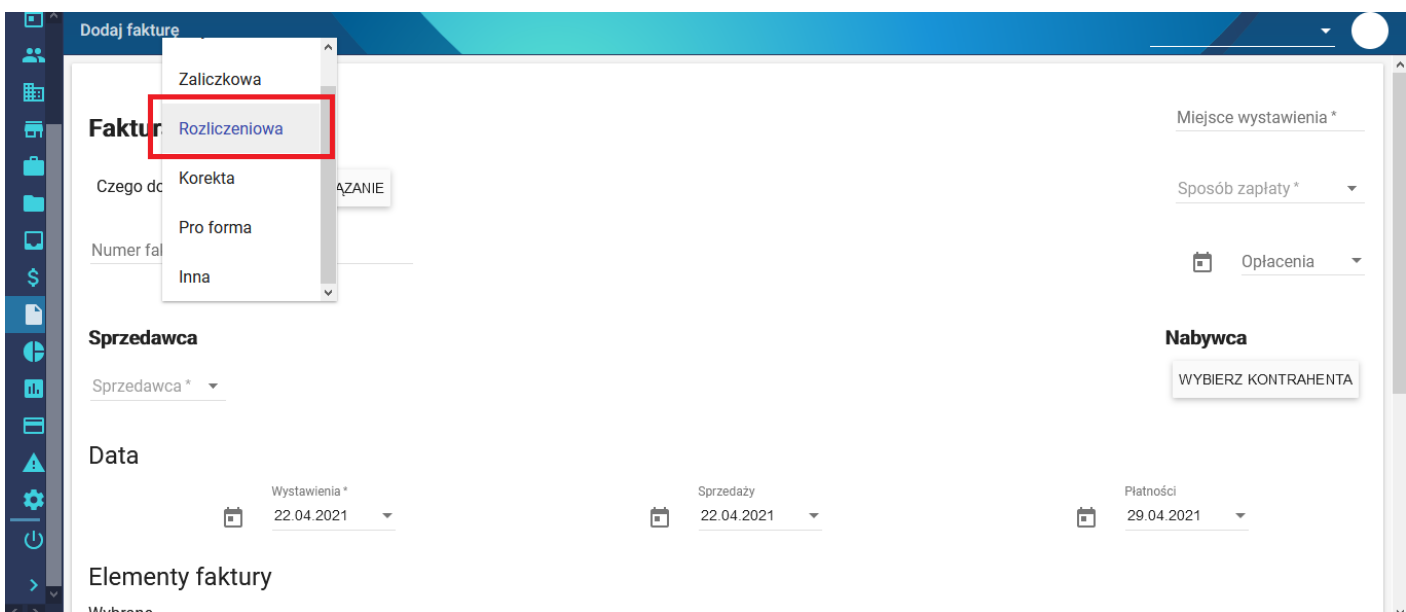 Dodaj fakturę
Zaliczkowa
Faktur
Rozliczeniowa
Miejsce wystawienia *
Czego do
Korekta
ĄZANIE
Sposób zapłaty *
Pro forma
Numer fak
Inna
Opłacenia
Sprzedawca
Nabywca
Sprzedawca *
WYBIERZ KONTRAHENTA
Data
Wystawienia *
Sprzedaży
Płatności
22.04.2021
22.04.2021
29.04.2021
Elementy faktury